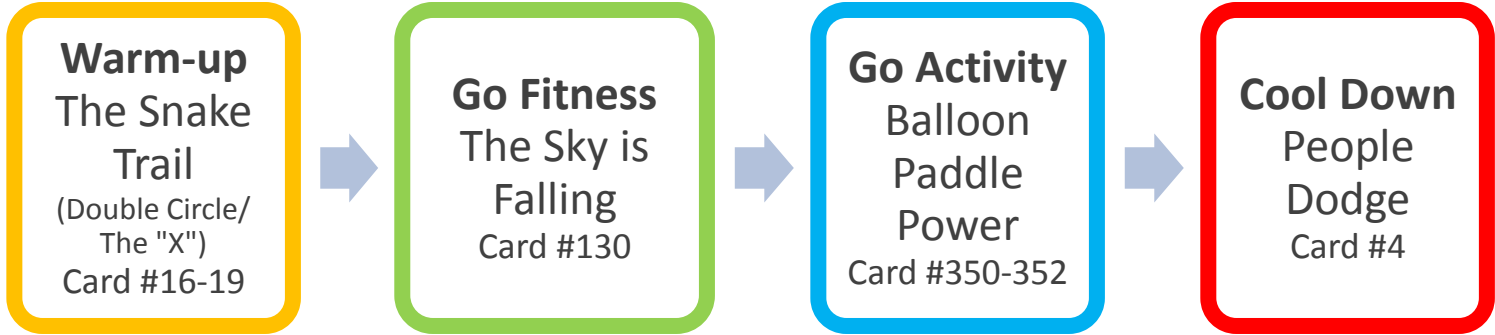 Warm-up
The Snake
Trail
(Double Circle/
The "X")
Card #16-19
Go Fitness
The Sky is
Falling
Card #130
Go Activity
Balloon
Paddle
Power
Card #350-352
Cool Down
People
Dodge
Card #4